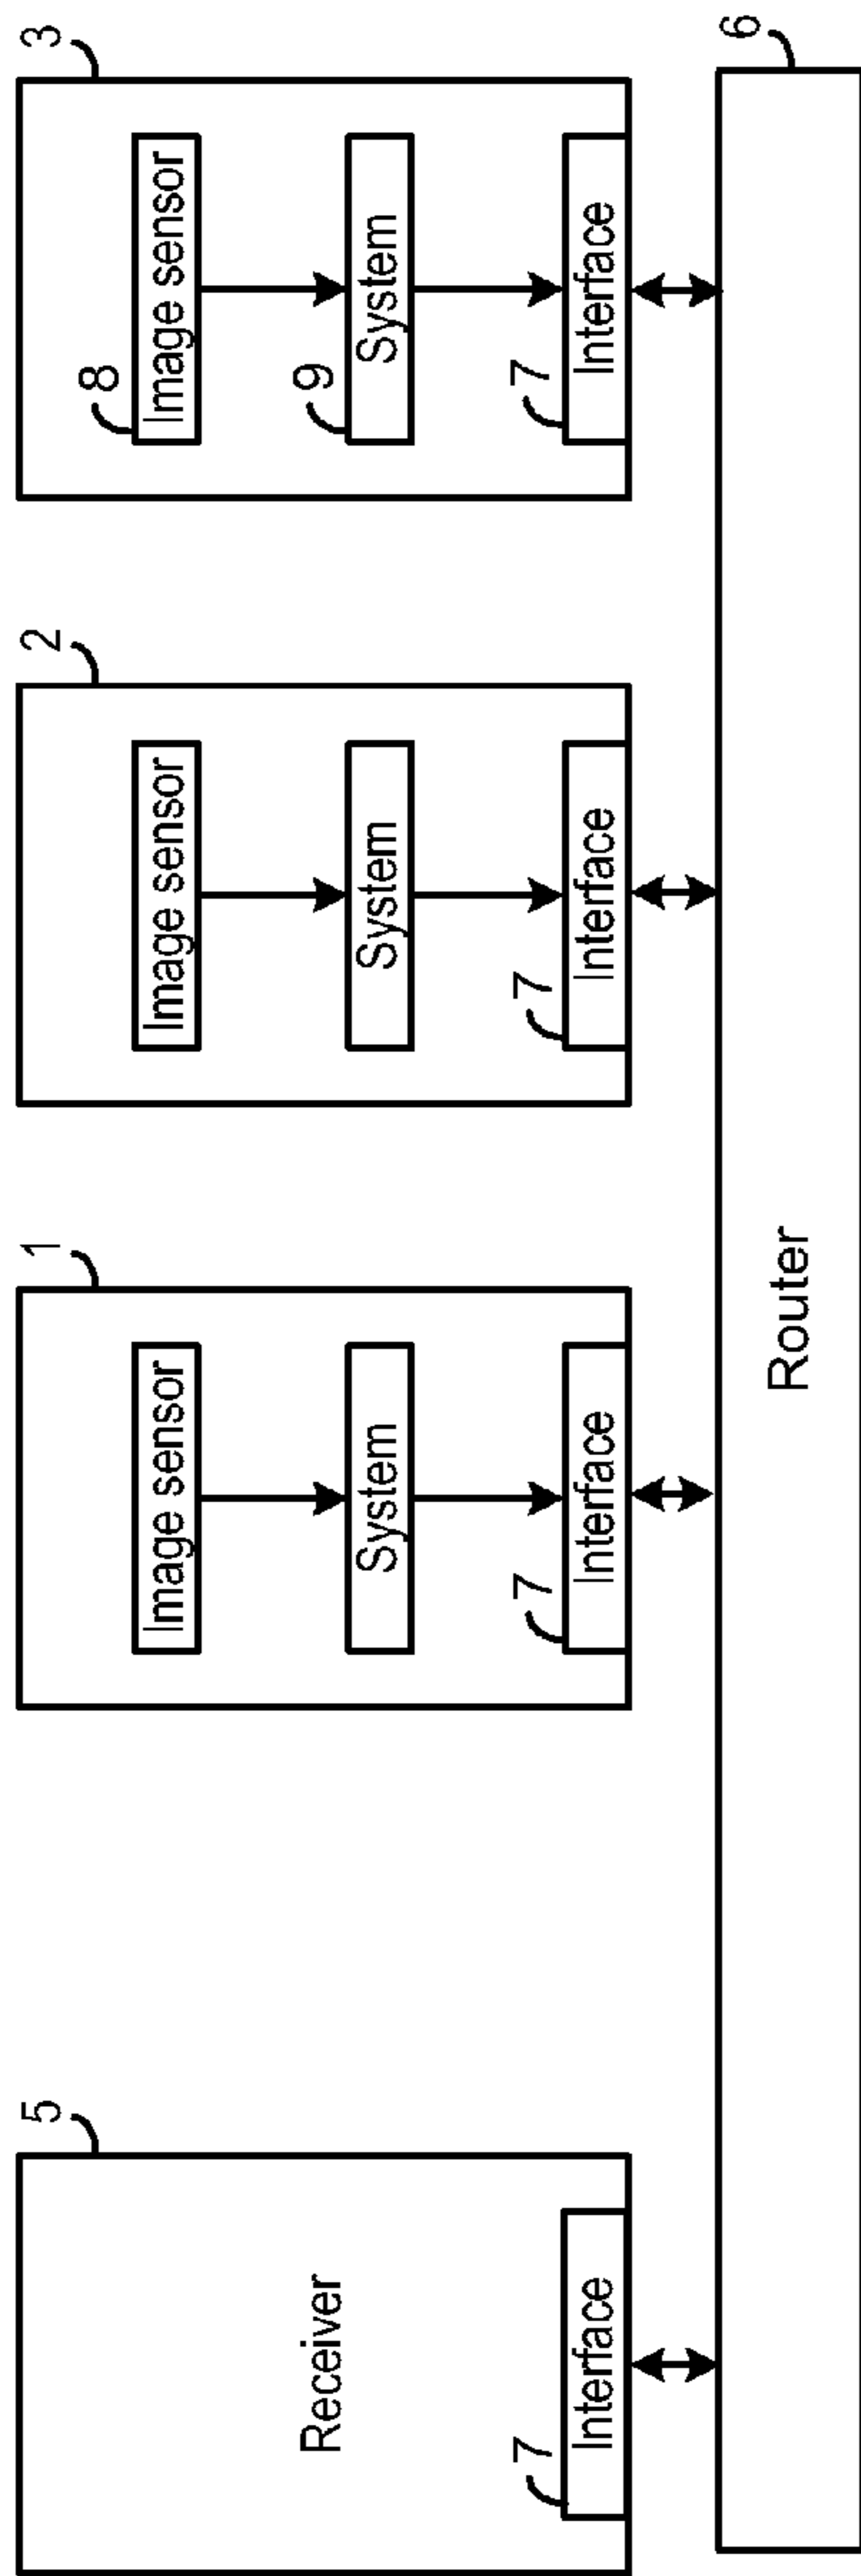 5
Receiver
7
Interface
1
Image sensor
System
7
Interface
2
Image sensor
System
7
Interface
3
8
Image sensor
9
System
7
Interface
6
Router